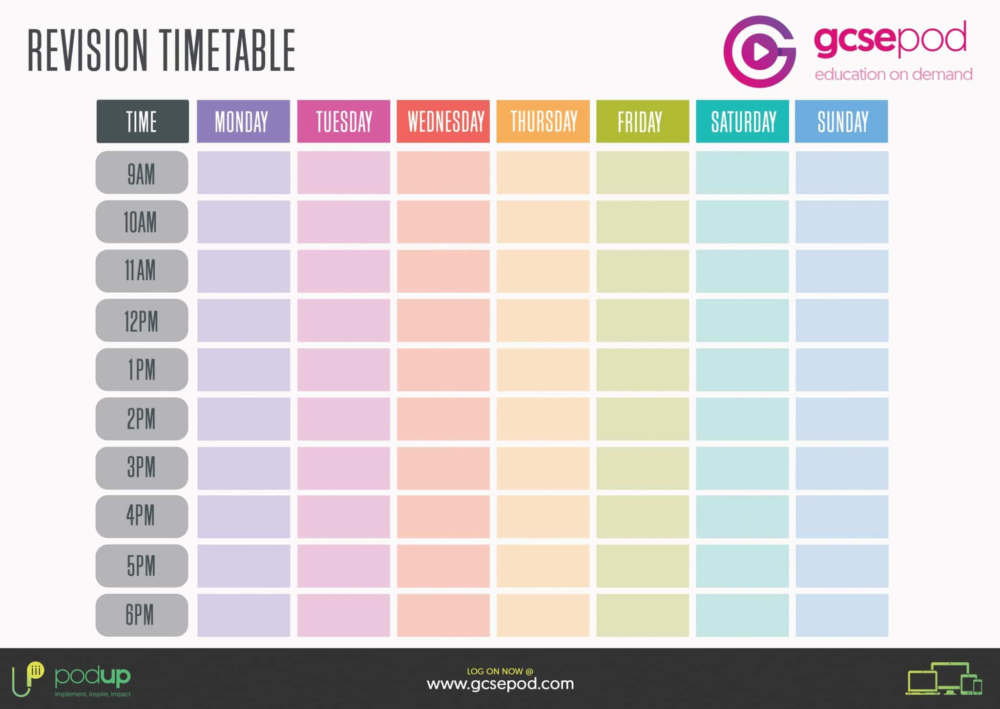 REVISION TIMETABLE
gcsepod
education on demand
TIME MONDAY TUESDAY WEDNESDAY THURSDAY FRIDAY SATURDAY SUNDAY
9AM
10AM
11AM
12PM
1PM
2PM
3PM
4PM
5PM
6PM
podup
implement, inspire, impact
LOG ON NOW @
www.gcsepod.com